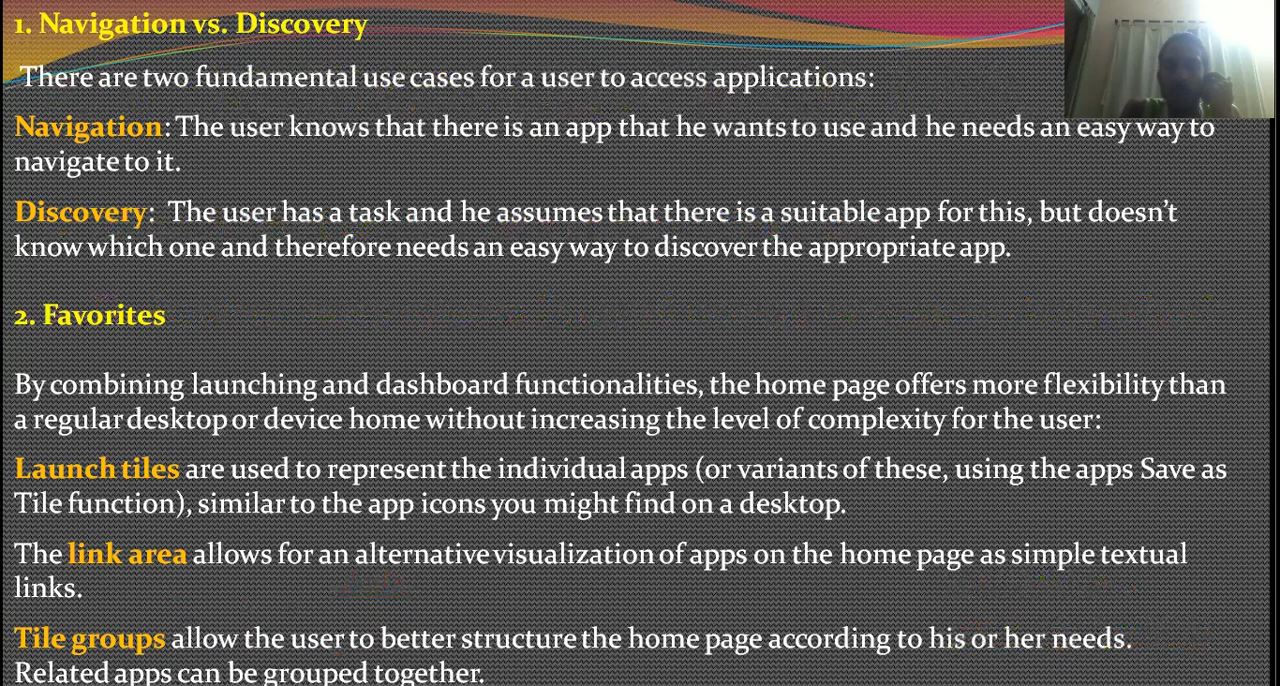 1. Navigation vs. Discovery
There are two fundamental use cases for a user to access applications:
Navigation: The user knows that there is an app that he wants to use and he needs an easy way to
navigate to it.
Discovery: The user has a task and he assumes that there is a suitable app for this, but doesn't
know which one and therefore needs an easy way to discover the appropriate app.
2. Favorites
By combining launching and dashboard functionalities, the home page offers more flexibility than
a regular desktop or device home without increasing the level of complexity for the user:
Launch tiles are used to represent the individual apps (or variants of these, using the apps Save as
Tile function), similar to the app icons you might find on a desktop.
The link area allows for an alternative visualization of apps on the home page as simple textual
links.
Tile groups allow the user to better structure the home page according to his or her needs.
Related apps can be grouped together.